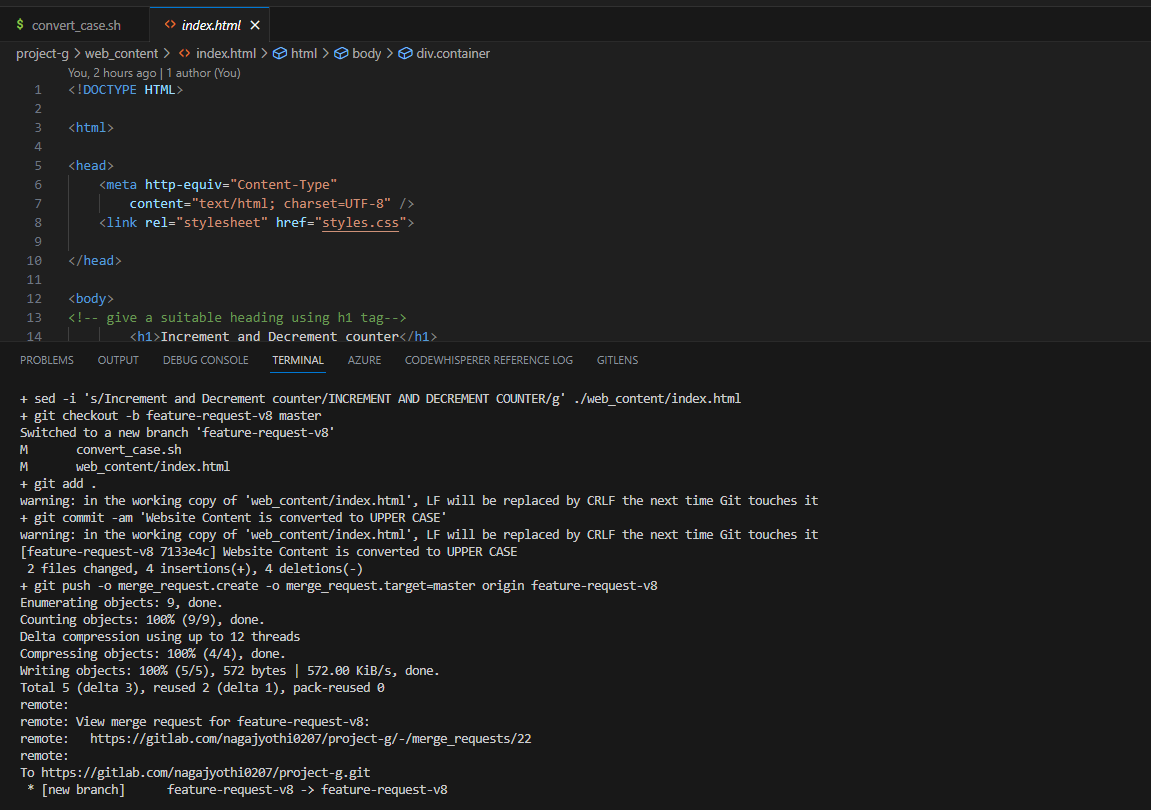 $ convert_case.sh <> index.html ×
project-g > web_content > <> index.html > html > body > div.container
You, 2 hours ago | 1 author (You)
1 <!DOCTYPE HTML>
2
3 <html>
4
5 <head>
6     <meta http-equiv="Content-Type"
7         content="text/html; charset=UTF-8" />
8     <link rel="stylesheet" href="styles.css">
9
10 </head>
11
12 <body>
13 <!-- give a suitable heading using h1 tag-->
14         <h1>Increment and Decrement counter</h1>
PROBLEMS OUTPUT DEBUG CONSOLE TERMINAL AZURE CODEWHISPERER REFERENCE LOG GITLENS
+ sed -i 's/Increment and Decrement counter/INCREMENT AND DECREMENT COUNTER/g' ./web_content/index.html
+ git checkout -b feature-request-v8 master
Switched to a new branch 'feature-request-v8'
M       convert_case.sh
M       web_content/index.html
+ git add .
warning: in the working copy of 'web_content/index.html', LF will be replaced by CRLF the next time Git touches it
+ git commit -am 'Website Content is converted to UPPER CASE'
warning: in the working copy of 'web_content/index.html', LF will be replaced by CRLF the next time Git touches it
[feature-request-v8 7133e4c] Website Content is converted to UPPER CASE
 2 files changed, 4 insertions(+), 4 deletions(-)
+ git push -o merge_request.create -o merge_request.target=master origin feature-request-v8
Enumerating objects: 9, done.
Counting objects: 100% (9/9), done.
Delta compression using up to 12 threads
Compressing objects: 100% (4/4), done.
Writing objects: 100% (5/5), 572 bytes | 572.00 KiB/s, done.
Total 5 (delta 3), reused 2 (delta 1), pack-reused 0
remote:
remote: View merge request for feature-request-v8:
remote:   https://gitlab.com/nagajyothi0207/project-g/-/merge_requests/22
remote:
To https://gitlab.com/nagajyothi0207/project-g.git
 * [new branch]      feature-request-v8 -> feature-request-v8